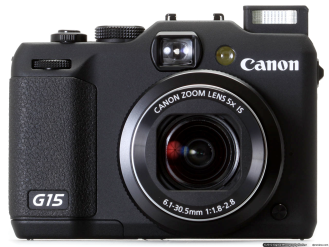 Canon
CANON ZOOM LENS 5x IS
G15
6.1-30.5mm 1:1.8-2.8